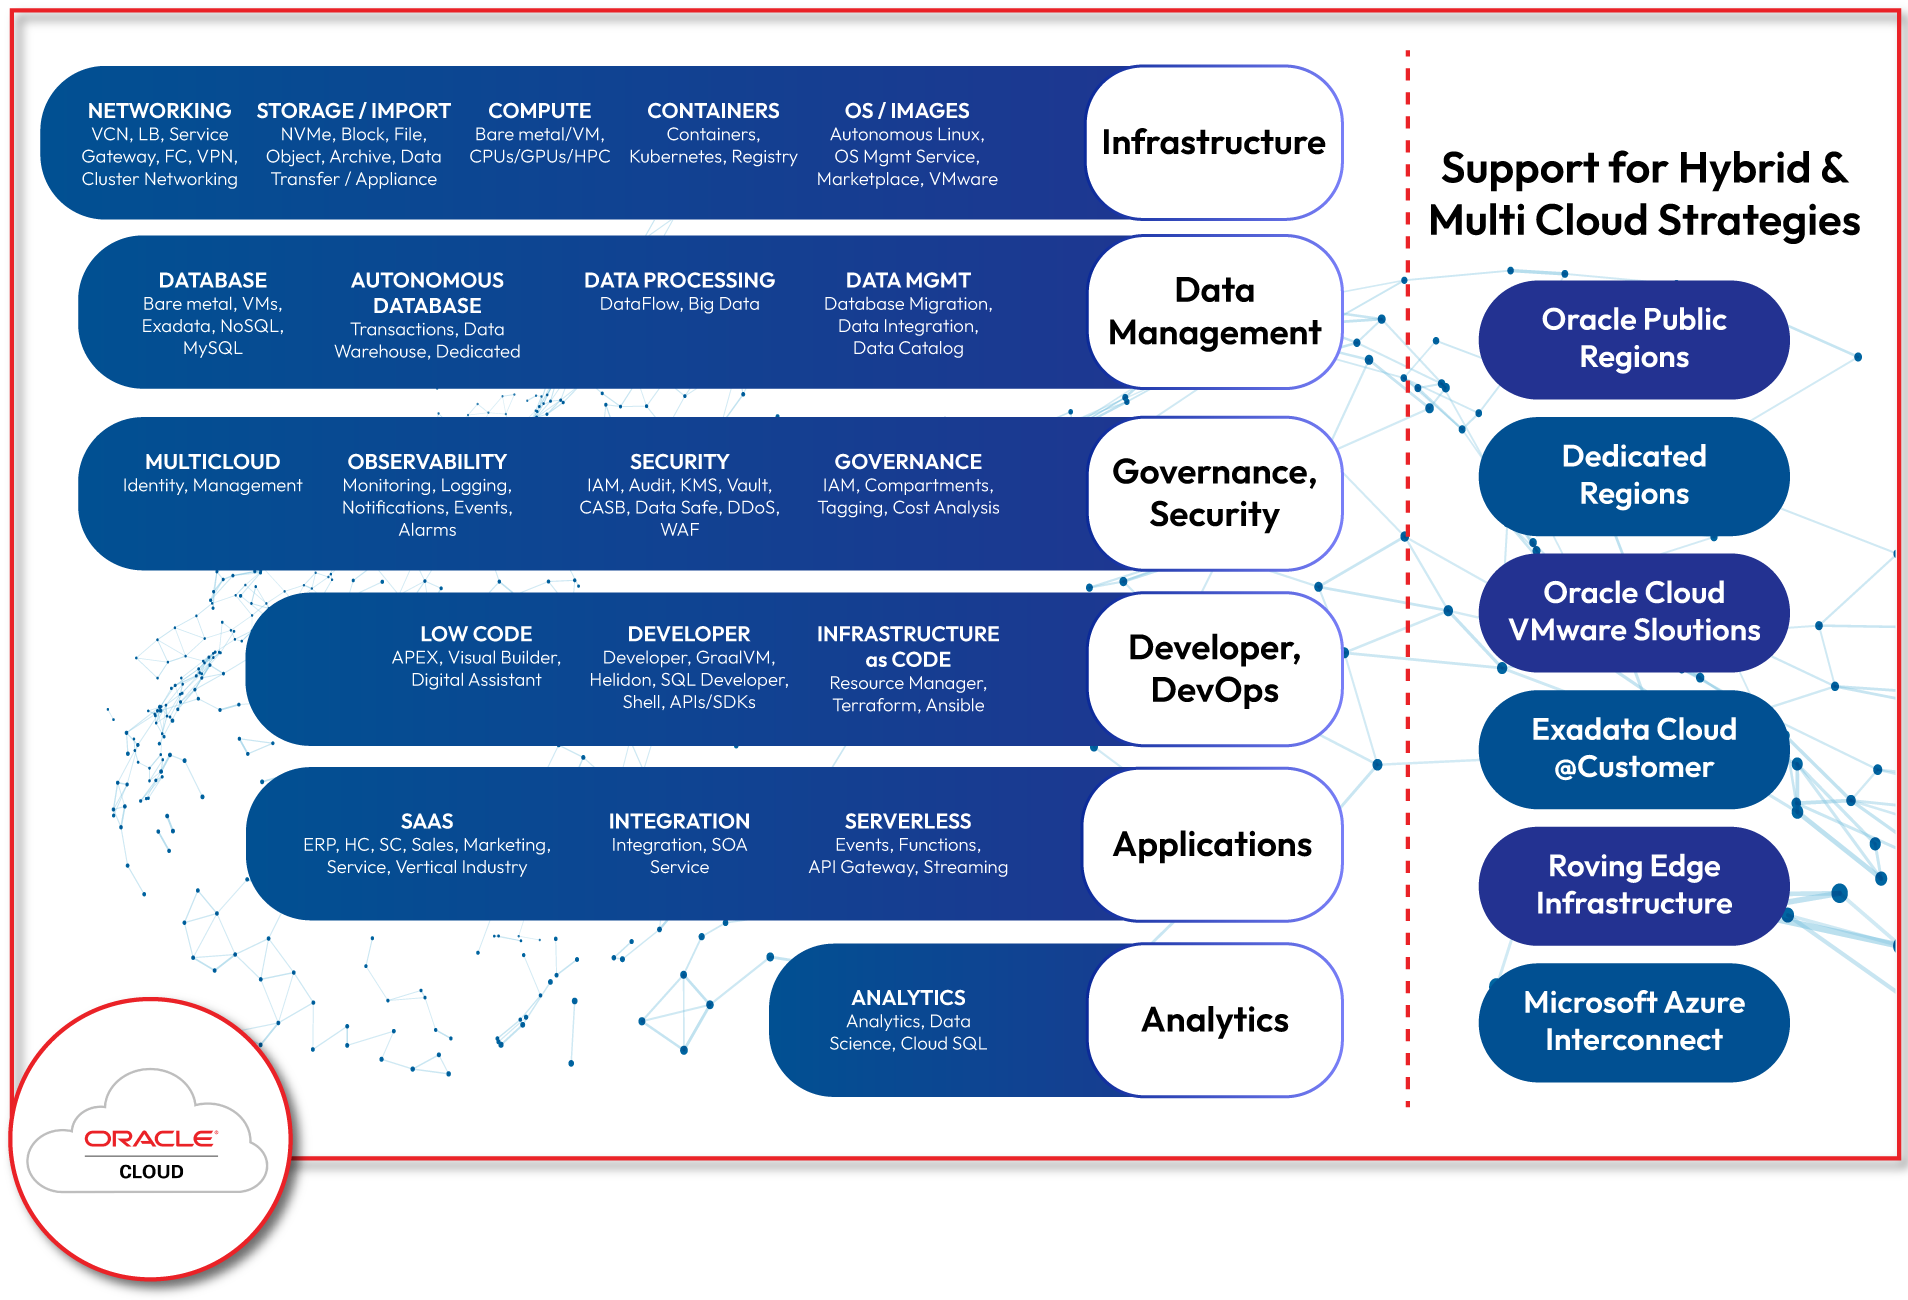 NETWORKING
VCN, LB, Service
Gateway, FC, VPN,
Cluster Networking
STORAGE / IMPORT
NVMe, Block, File,
Object, Archive, Data
Transfer / Appliance
COMPUTE
Bare metal/VM,
CPUs/GPUs/HPC
CONTAINERS
Containers,
Kubernetes, Registry
OS / IMAGES
Autonomous Linux,
OS Mgmt Service,
Marketplace, VMware
Infrastructure
DATABASE
Bare metal, VMs,
Exadata, NoSQL,
MySQL
AUTONOMOUS
DATABASE
Transactions, Data
Warehouse, Dedicated
DATA PROCESSING
DataFlow, Big Data
DATA MGMT
Database Migration,
Data Integration,
Data Catalog
Data
Management
MULTICLOUD
Identity, Management
OBSERVABILITY
Monitoring, Logging,
Notifications, Events,
Alarms
SECURITY
IAM, Audit, KMS, Vault,
CASB, Data Safe, DDoS,
WAF
GOVERNANCE
IAM, Compartments,
Tagging, Cost Analysis
Governance,
Security
LOW CODE
APEX, Visual Builder,
Digital Assistant
DEVELOPER
Developer, GraalVM,
Helidon, SQL Developer,
Shell, APIs/SDKs
INFRASTRUCTURE
as CODE
Resource Manager,
Terraform, Ansible
Developer,
DevOps
SAAS
ERP, HC, SC, Sales, Marketing,
Service, Vertical Industry
INTEGRATION
Integration, SOA
Service
SERVERLESS
Events, Functions,
API Gateway, Streaming
Applications
ANALYTICS
Analytics, Data
Science, Cloud SQL
Analytics
Support for Hybrid &
Multi Cloud Strategies
Oracle Public
Regions
Dedicated
Regions
Oracle Cloud
VMware Sloutions
Exadata Cloud
@Customer
Roving Edge
Infrastructure
Microsoft Azure
Interconnect
ORACLE®
CLOUD